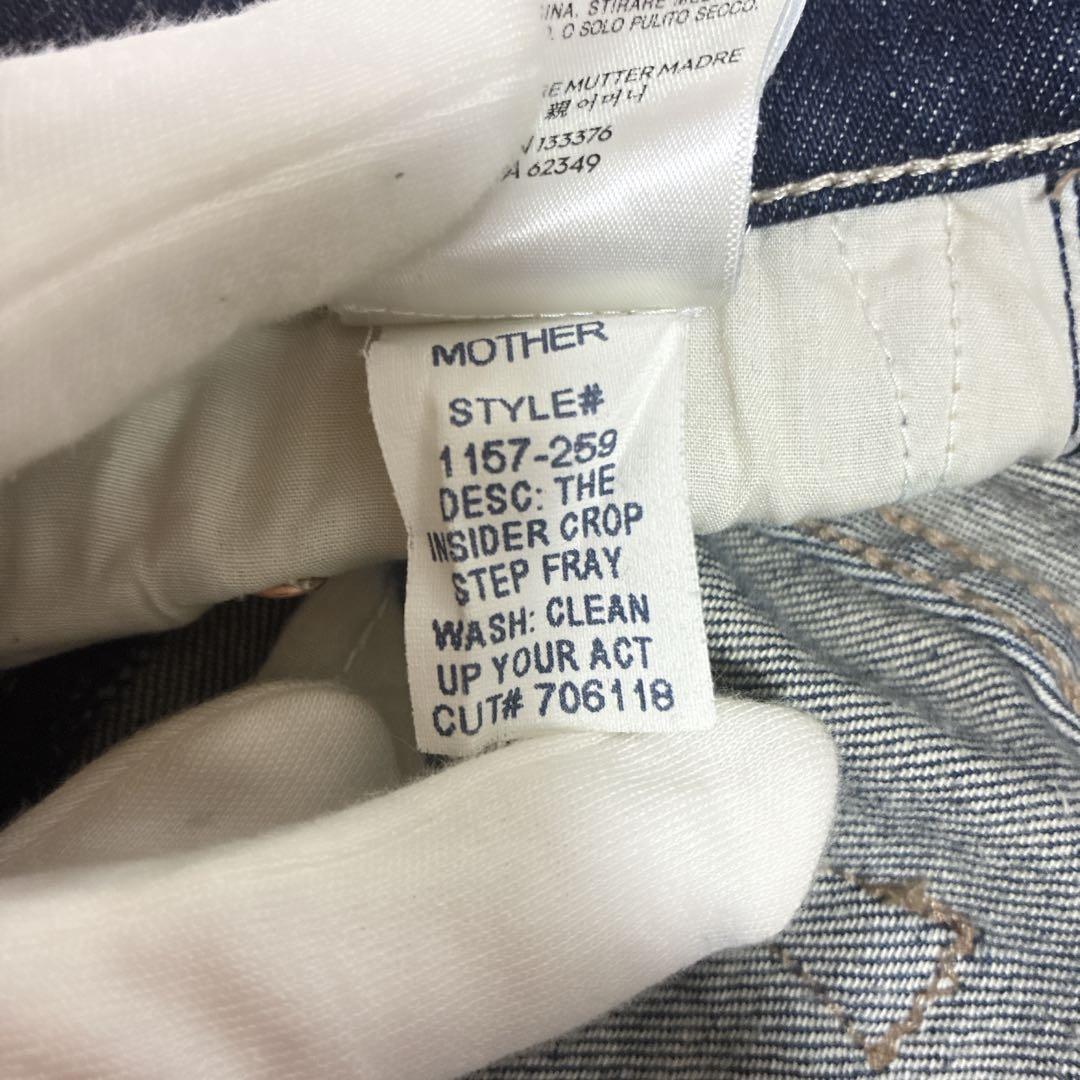 STIRARE
O SOLO PULITO SECCO.
MUTTER MADRE
親 어머니
133376
62349
MOTHER
STYLE#
1157-259
DESC: THE
INSIDER CROP
STEP FRAY
WASH: CLEAN
UP YOUR ACT
CUT# 706118